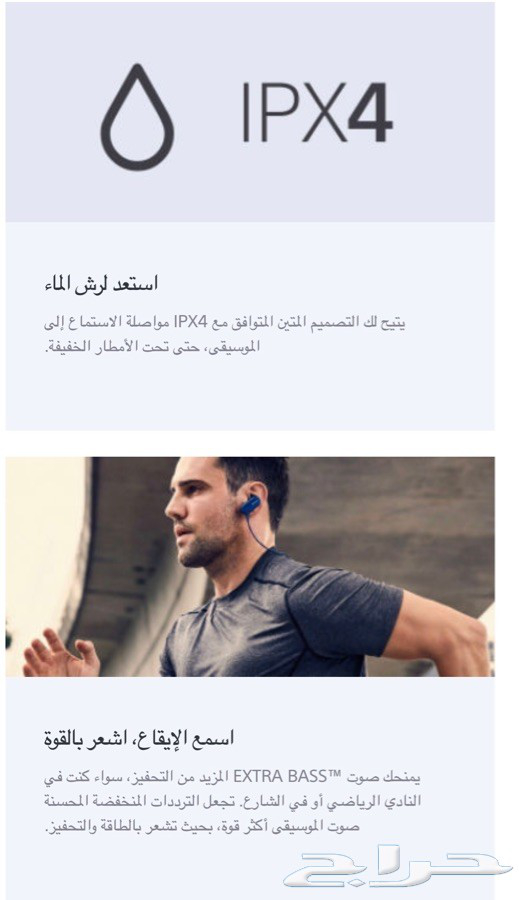 IPX4
استعد لرش الماء
يتيح لك التصميم المتين المتوافق مع IPX4 مواصلة الاستماع إلى
الموسيقى، حتى تحت الأمطار الخفيفة.
اسمع الإيقاع، اشعر بالقوة
يمنحك صوت EXTRA BASS™ المزيد من التحفيز، سواء كنت في
النادي الرياضي أو في الشارع. تجعل الترددات المنخفضة المحسنة
صوت الموسيقى أكثر قوة، بحيث تشعر بالطاقة والتحفيز.
حراج